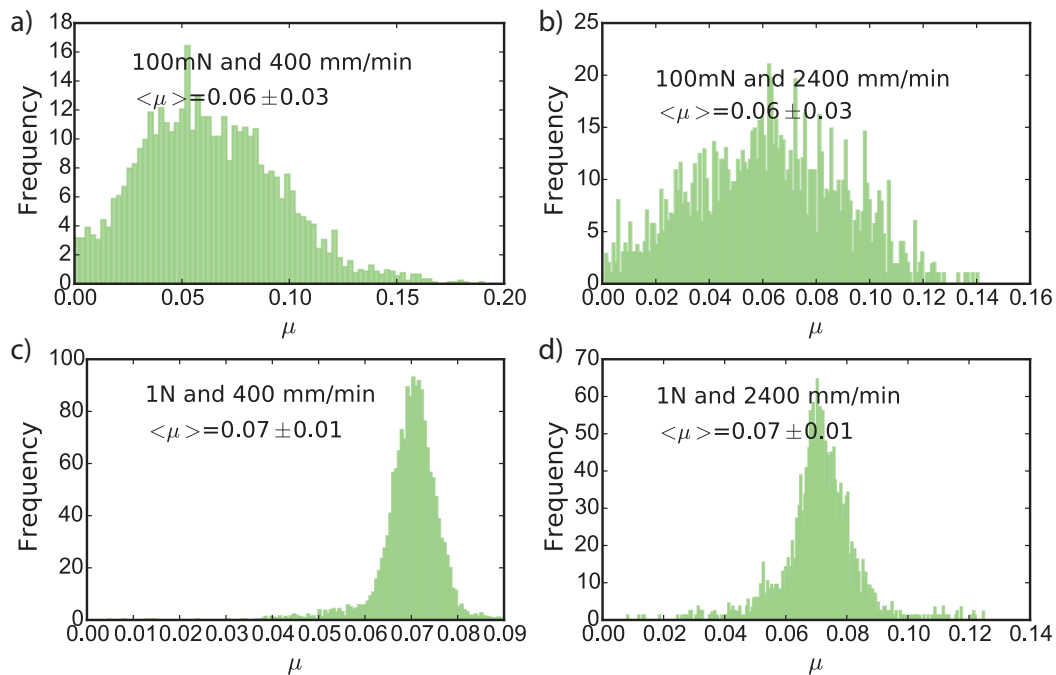 a)
18
16
14
12
10
8
6
4
2
0
Frequency
100mN and 400 mm/min
<μ>=0.06 ±0.03
0.00 0.05 0.10 0.15 0.20
μ
b)
25
20
15
10
5
0
Frequency
100mN and 2400 mm/min
<μ>=0.06 ±0.03
0.00 0.02 0.04 0.06 0.08 0.10 0.12 0.14 0.16
μ
c)
100
80
60
40
20
0
Frequency
1N and 400 mm/min
<μ>=0.07 ±0.01
0.00 0.01 0.02 0.03 0.04 0.05 0.06 0.07 0.08 0.09
μ
d)
70
60
50
40
30
20
10
0
Frequency
1N and 2400 mm/min
<μ>=0.07 ±0.01
0.00 0.02 0.04 0.06 0.08 0.10 0.12 0.14
μ